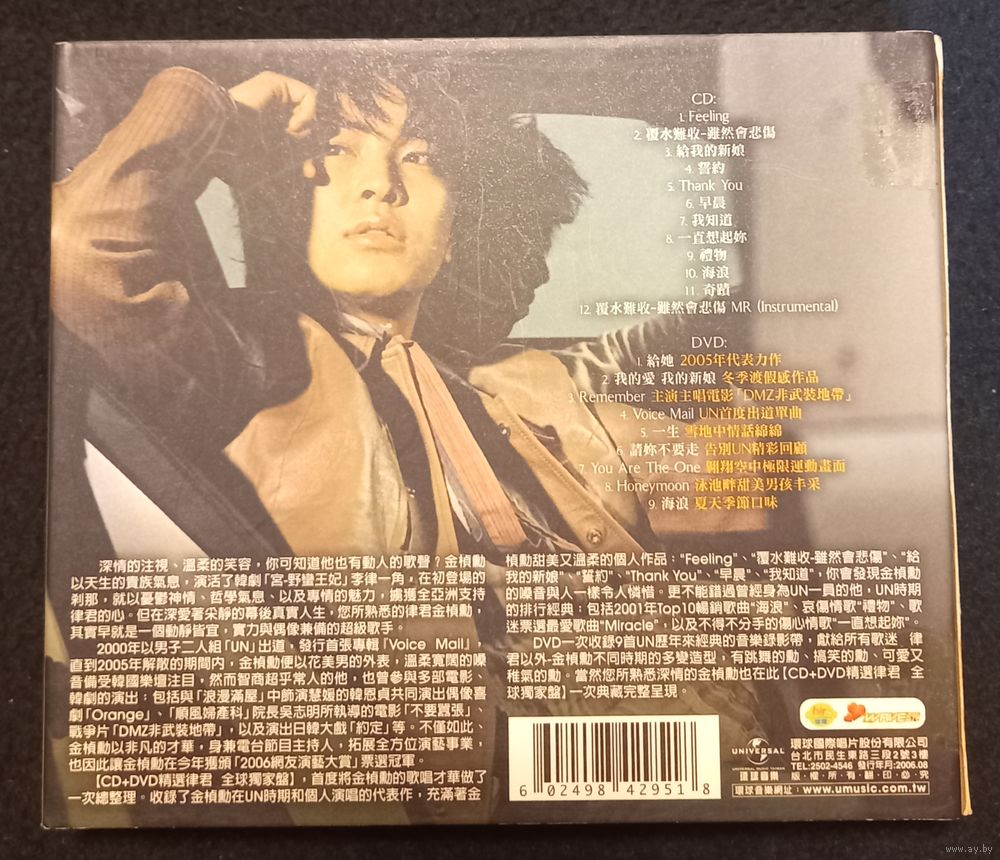 CD:
1. Feeling
2. 覆水難收-雖然會悲傷
3. 給我的新娘
4. 誓約
5. Thank You
6. 早晨
7. 我知道
8. 一直想起妳
9. 禮物
10. 海浪
11. 奇蹟
12. 覆水難收-雖然會悲傷 MR (Instrumental)
DVD:
1. 給她 2005年代表力作
2. 我的愛 我的新娘 冬季渡假感作品
3. Remember 主演主唱電影「DMZ非武裝地帶」
4. Voice Mail UN首度出道單曲
5. 一生 雪地中情話綿綿
6. 請妳不要走 告別UN精彩回顧
7. You Are The One 翱翔空中極限運動畫面
8. Honeymoon 泳池畔甜美男孩丰采
9. 海浪 夏天季節口味
深情的注視、溫柔的笑容，你可知道他也有動人的歌聲？金楨勳
以天生的貴族氣息，演活了韓劇「宮-野蠻王妃」李律一角，在初登場的
剎那，就以憂鬱神情、哲學氣息、以及專情的魅力，擄獲全亞洲支持
律君的心。但在深愛著采靜的幕後真實人生，您所熟悉的律君金楨勳，
其實早就是一個動靜皆宜，實力與偶像兼備的超級歌手。
2000年以男子二人組「UN」出道，發行首張專輯「Voice Mail」，
直到2005年解散的期間內，金楨勳便以花美男的外表，溫柔寬闊的嗓
音備受韓國樂壇注目，然而智商超乎常人的他，也曾參與多部電影、
韓劇的演出；包括與「浪漫滿屋」中飾演慧媛的韓恩貞共同演出偶像喜
劇「Orange」、「順風婦產科」院長吳志明所執導的電影「不要囂張」、
戰爭片「DMZ非武裝地帶」，以及演出日韓大戲「約定」等。不僅如此，
金楨勳以非凡的才華，身兼電台節目主持人，拓展全方位演藝事業，
也因此讓金楨勳在今年獲頒「2006網友演藝大賞」票選冠軍。
【CD+DVD精選律君 全球獨家盤】，首度將金楨勳的歌唱才華做了
一次總整理。收錄了金楨勳在UN時期和個人演唱的代表作，充滿著金
楨勳甜美又溫柔的個人作品："Feeling"、"覆水難收-雖然會悲傷"、"給
我的新娘"、"誓約"、"Thank You"、"早晨"、"我知道"，你會發現金楨勳
的嗓音與人一樣令人憐惜。更不能錯過曾經身為UN一員的他，UN時期
的排行經典；包括2001年Top10暢銷歌曲"海浪"、哀傷情歌"禮物"、歌
迷票選最愛歌曲"Miracle"，以及不得不分手的傷心情歌"一直想起妳"。
DVD一次收錄9首UN歷年來經典的音樂錄影帶，獻給所有歌迷 律
君以外-金楨勳不同時期的多變造型，有跳舞的勳、搞笑的勳、可愛又
稚氣的勳。當然您所熟悉深情的金楨勳也在此【CD+DVD精選律君 全
球獨家盤】一次典藏完整呈現。
6 02498 42951 8
UNIVERSAL
UNIVERSAL MUSIC TAIWAN
環球音樂
環球國際唱片股份有限公司
台北市民生東路三段2號3樓
TEL:2502-4546 發行年月:2006.08
版・權・所・有・翻・印・必・究
環球音樂網址：www.umusic.com.tw
www.ay.by